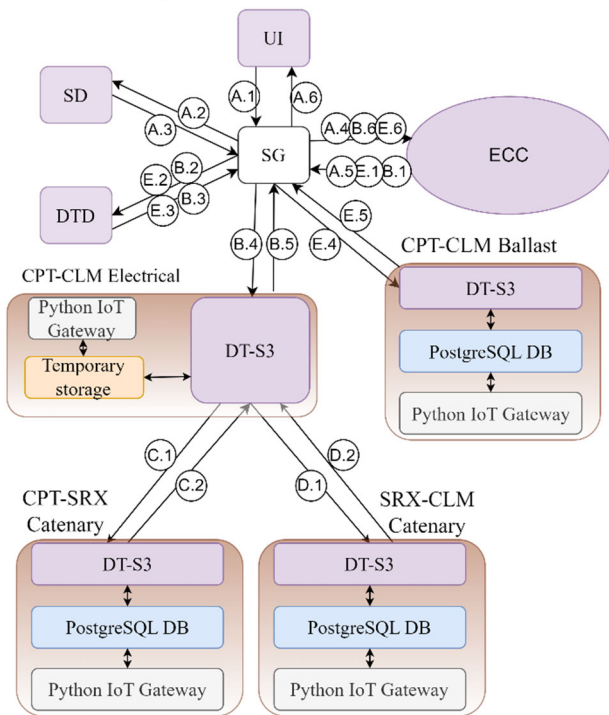 UI
SD
A.1
A.6
A.2
A.3
SG
A.4
B.6
E.6
ECC
A.5
E.1
B.1
B.2
E.2
B.3
E.3
DTD
E.5
B.4
B.5
E.4
CPT-CLM Ballast
CPT-CLM Electrical
DT-S3
Python IoT
Gateway
Temporary
storage
DT-S3
PostgreSQL DB
Python IoT Gateway
C.1
C.2
D.1
D.2
CPT-SRX
Catenary
SRX-CLM
Catenary
DT-S3
PostgreSQL DB
Python IoT Gateway
DT-S3
PostgreSQL DB
Python IoT Gateway